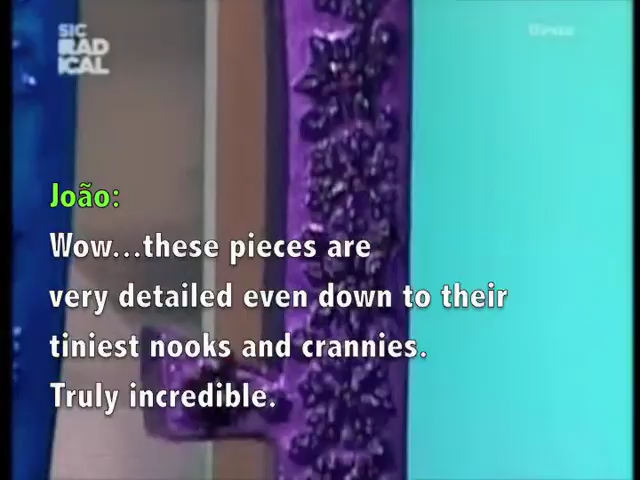 SIC
RADICAL
João:
Wow...these pieces are
very detailed even down to their
tiniest nooks and crannies.
Truly incredible.